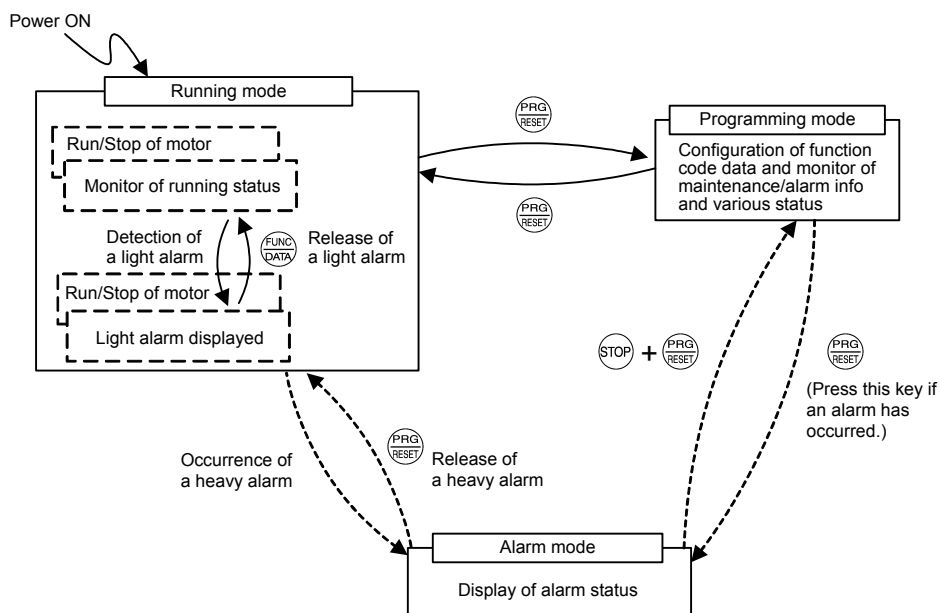 Power ON
Running mode
Run/Stop of motor
Monitor of running status
Detection of
a light alarm
FUNC
DATA
Release of
a light alarm
Run/Stop of motor
Light alarm displayed
PRG
RESET
PRG
RESET
Programming mode
Configuration of function
code data and monitor of
maintenance/alarm info
and various status
STOP + PRG
RESET
PRG
RESET
(Press this key if
an alarm has
occurred.)
Occurrence of
a heavy alarm
PRG
RESET
Release of
a heavy alarm
Alarm mode
Display of alarm status